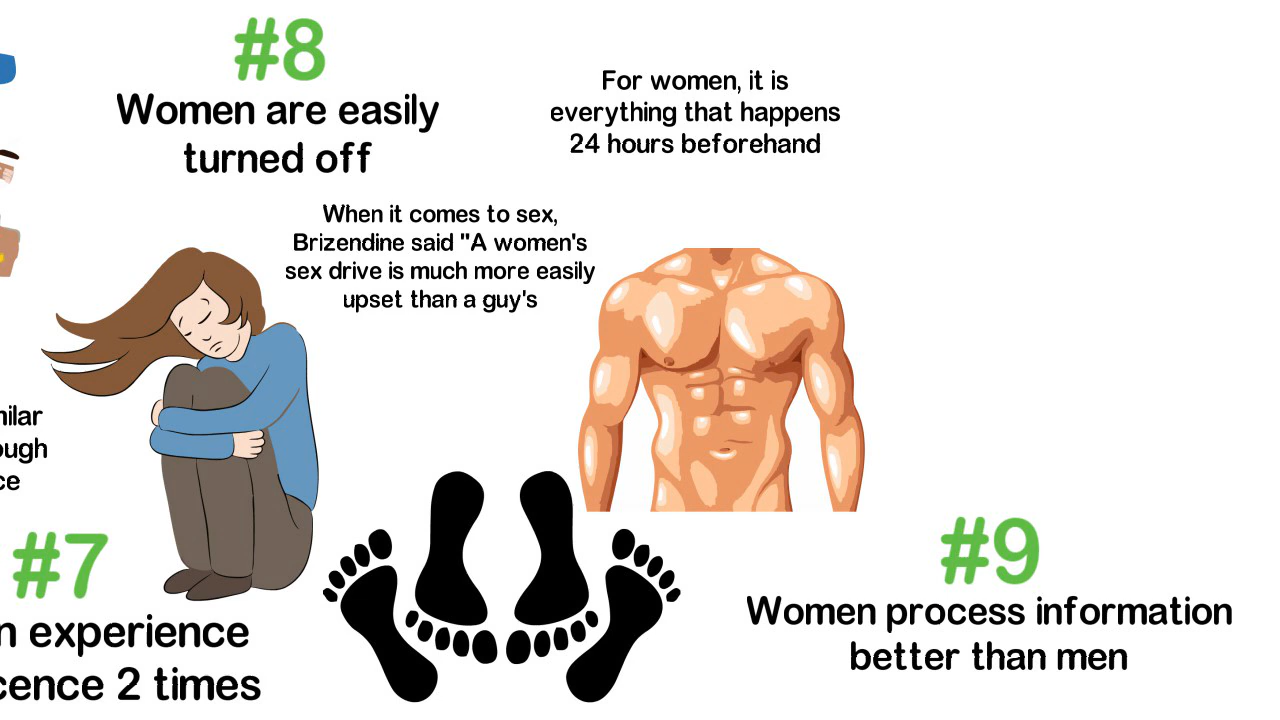 #8
Women are easily
turned off
For women, it is
everything that happens
24 hours beforehand
When it comes to sex,
Brizendine said "A women's
sex drive is much more easily
upset than a guy's
#7
experience
2 times
#9
Women process information
better than men